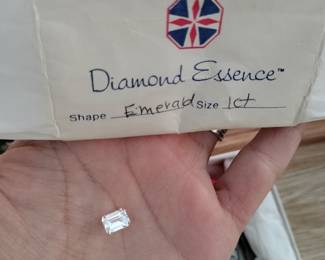 Diamond Essence™
Shape Emerald Size 1ct